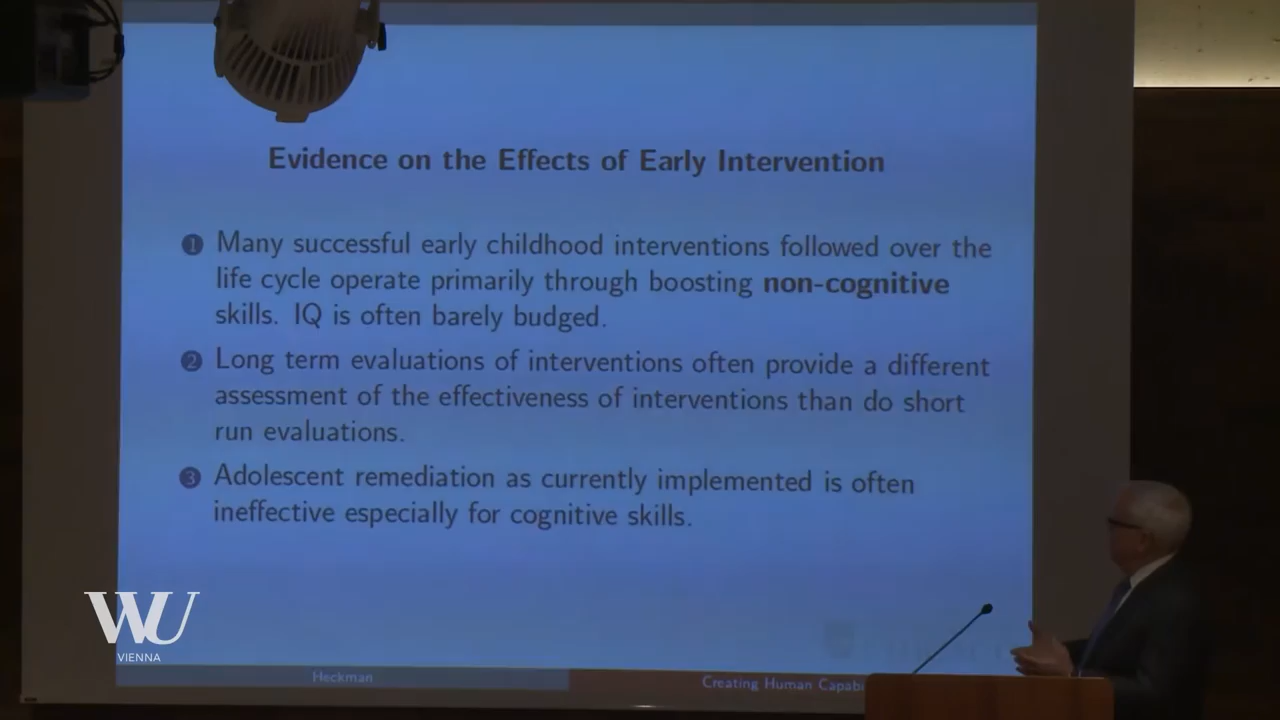 Evidence on the Effects of Early Intervention
1 Many successful early childhood interventions followed over the
life cycle operate primarily through boosting non-cognitive
skills. IQ is often barely budged.
2 Long term evaluations of interventions often provide a different
assessment of the effectiveness of interventions than do short
run evaluations.
3 Adolescent remediation as currently implemented is often
ineffective especially for cognitive skills.
WU
VIENNA
Heckman
Creating Human Capabi